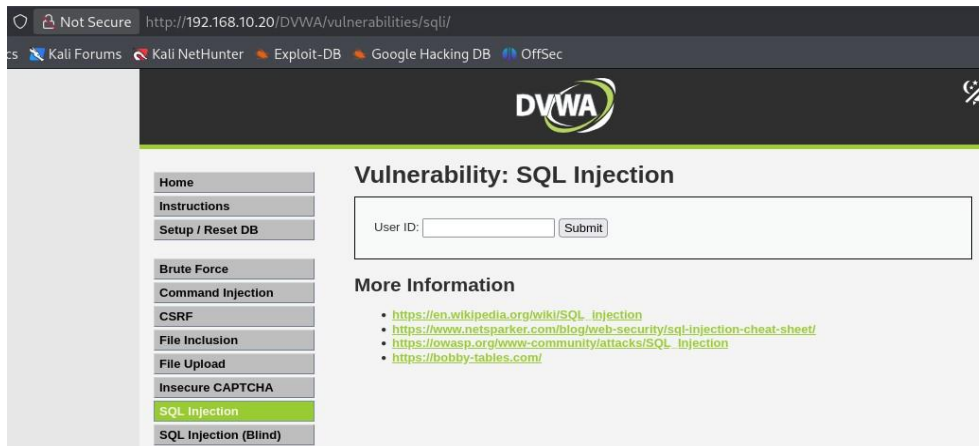 Not Secure http://192.168.10.20/DVWA/vulnerabilities/sqli/
cs Kali Forums Kali NetHunter Exploit-DB Google Hacking DB OffSec
DVWA
Home
Instructions
Setup / Reset DB
Brute Force
Command Injection
CSRF
File Inclusion
File Upload
Insecure CAPTCHA
SQL Injection
SQL Injection (Blind)
Vulnerability: SQL Injection
User ID: Submit
More Information
https://en.wikipedia.org/wiki/SQL_injection
https://www.netsparker.com/blog/web-security/sql-injection-cheat-sheet/
https://owasp.org/www-community/attacks/SQL_Injection
https://bobby-tables.com/